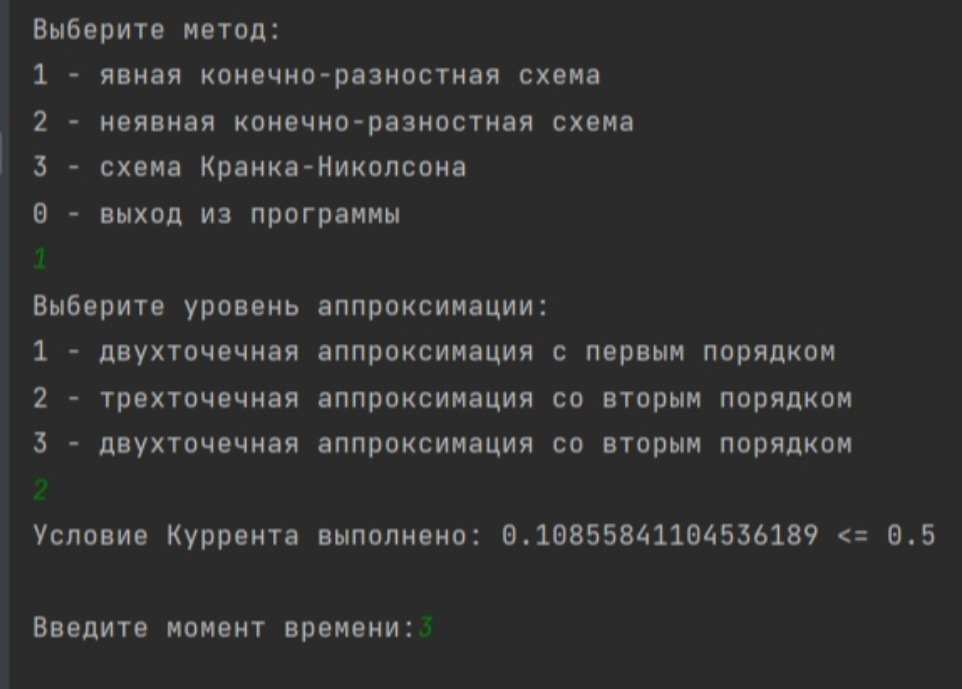 Выберите метод:
1 - явная конечно-разностная схема
2 - неявная конечно-разностная схема
3 - схема Кранка-Николсона
0 - выход из программы
1
Выберите уровень аппроксимации:
1 - двухточечная аппроксимация с первым порядком
2 - трехточечная аппроксимация со вторым порядком
3 - двухточечная аппроксимация со вторым порядком
2
Условие Куррента выполнено: 0.10855841104536189 <= 0.5
Введите момент времени:3